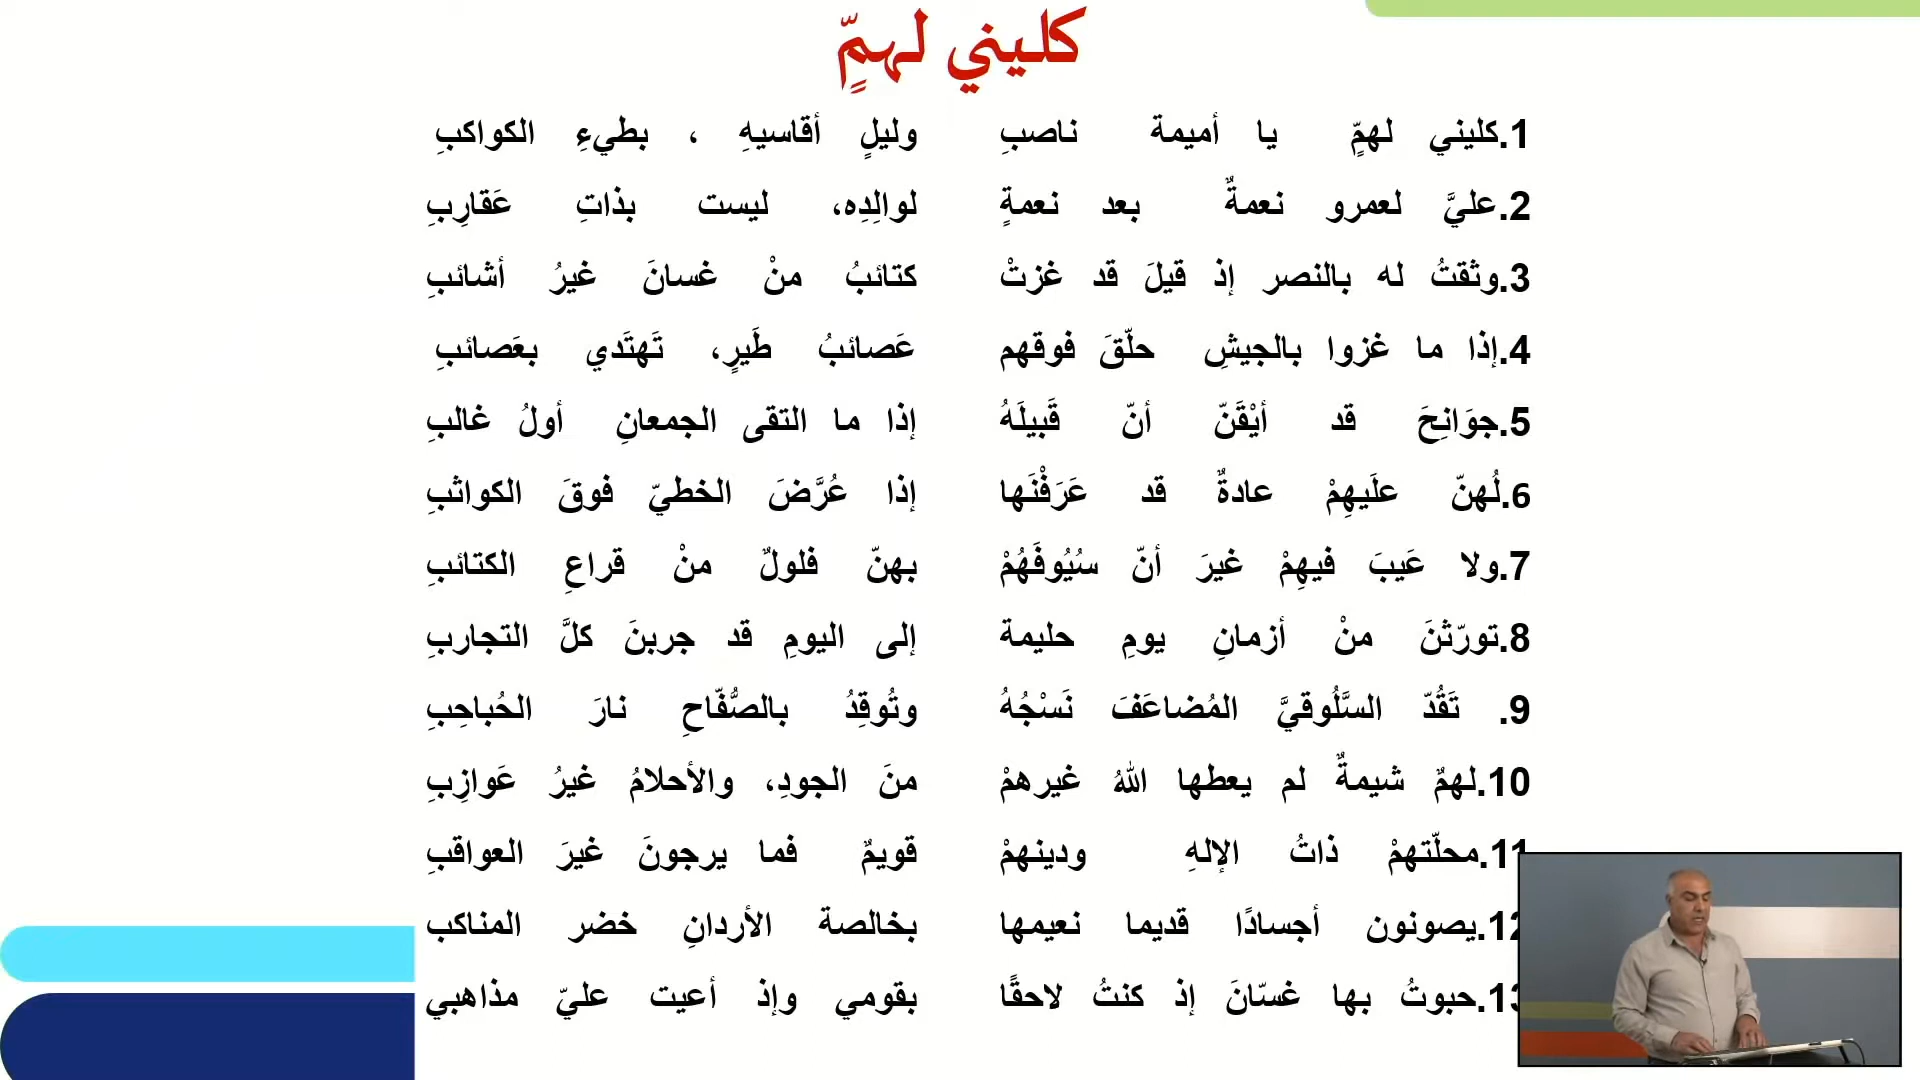 كليني لهمٍّ
1.كليني لهمٍّ يا أميمة ناصبِ وليلٍ أقاسيهِ ، بطيءِ الكواكبِ
2.عليَّ لعمرو نعمةٌ بعد نعمةٍ لوالِدِه، ليست بذاتِ عَقارِبِ
3.وثقتُ له بالنصر إذ قيلَ قد غزتْ كتائبُ منْ غسانَ غيرُ أشائبِ
4.إذا ما غزوا بالجيشِ حلّقَ فوقهم عَصائبُ طَيرٍ، تَهتَدي بعَصائبِ
5.جوَانِحَ قد أيْقَنّ أنّ قَبيلَهُ إذا ما التقى الجمعانِ أولُ غالبِ
6.لُهنّ علَيهِمْ عادةٌ قد عَرَفْنَها إذا عُرَّضَ الخطيّ فوقَ الكواثبِ
7.ولا عَيبَ فيهِمْ غيرَ أنّ سُيُوفَهُمْ بهنّ فلولٌ منْ قراعِ الكتائبِ
8.تورّثنَ منْ أزمانِ يومِ حليمة إلى اليومِ قد جربنَ كلَّ التجاربِ
9. تَقُدّ السَّلُوقيَّ المُضاعَفَ نَسْجُهُ وتُوقِدُ بالصُّفّاحِ نارَ الحُباحِبِ
10.لهمٌ شيمةٌ لم يعطها اللهُ غيرهمْ منَ الجودِ، والأحلامُ غيرُ عَوازِبِ
11.محلّتهمْ ذاتُ الإلهِ ودينهمْ قويمٌ فما يرجونَ غيرَ العواقبِ
12.يصونون أجسادًا قديما نعيمها بخالصة الأردانِ خضر المناكب
13.حبوتُ بها غسّانَ إذ كنتُ لاحقًا بقومي وإذ أعيت عليّ مذاهبي